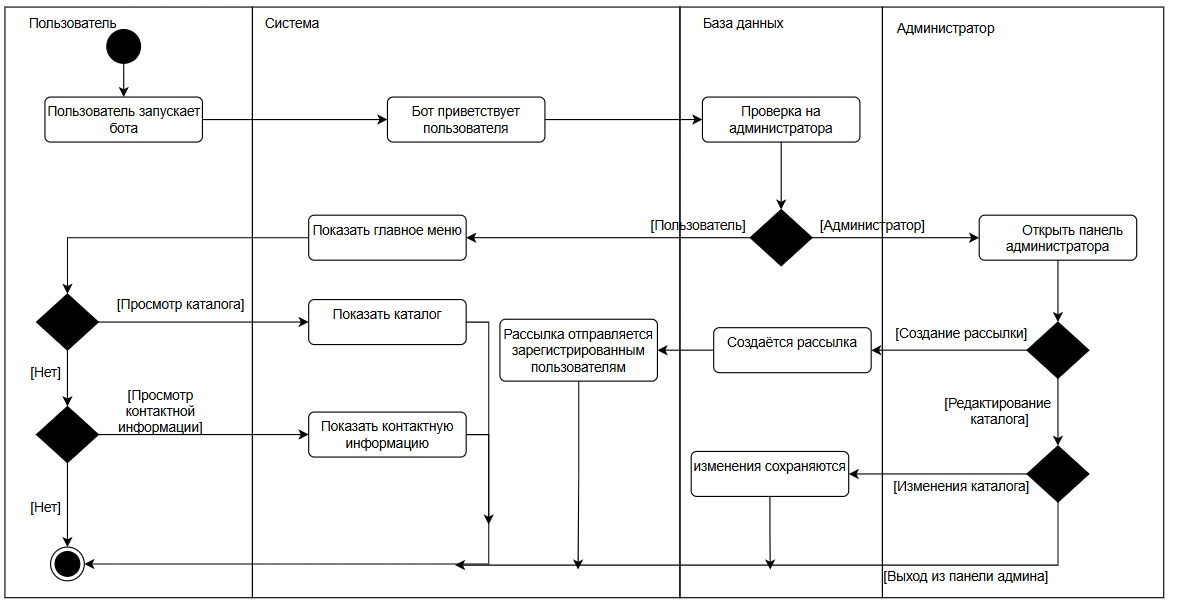 Пользователь
Система
База данных
Администратор
Пользователь запускает
бота
Бот приветствует
пользователя
Проверка на
администратора
Показать главное меню
[Пользователь]
[Администратор]
Открыть панель
администратора
[Просмотр каталога]
Показать каталог
Рассылка отправляется
зарегистрированным
пользователям
Создаётся рассылка
[Создание рассылки]
[Нет]
[Просмотр
контактной
информации]
Показать контактную
информацию
[Редактирование
каталога]
изменения сохраняются
[Изменения каталога]
[Нет]
[Выход из панели админа]